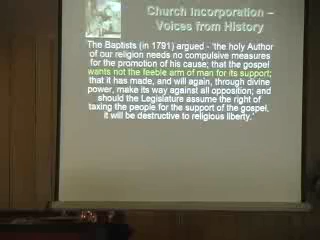 Church Incorporation –
Voices from History
The Baptists (in 1791) argued - 'the holy Author
of our religion needs no compulsive measures
for the promotion of his cause; that the gospel
wants not the feeble arm of man for its support;
that it has made, and will again, through divine
power, make its way against all opposition; and
should the Legislature assume the right of
taxing the people for the support of the gospel,
it will be destructive to religious liberty.'